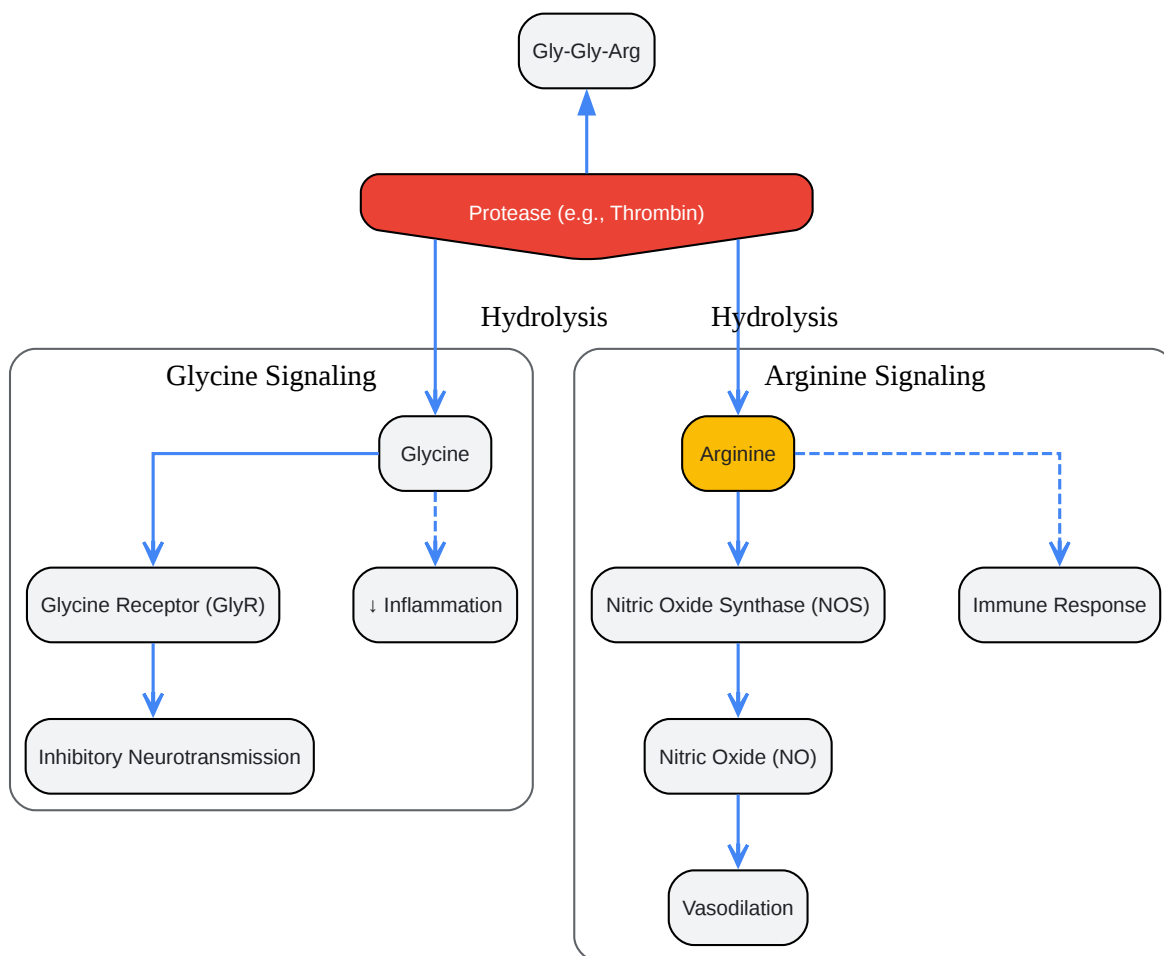 Gly-Gly-Arg
Protease (e.g., Thrombin)
Hydrolysis
Hydrolysis
Glycine Signaling
Arginine Signaling
Glycine
Arginine
Glycine Receptor (GlyR)
↓ Inflammation
Nitric Oxide Synthase (NOS)
Immune Response
Inhibitory Neurotransmission
Nitric Oxide (NO)
Vasodilation